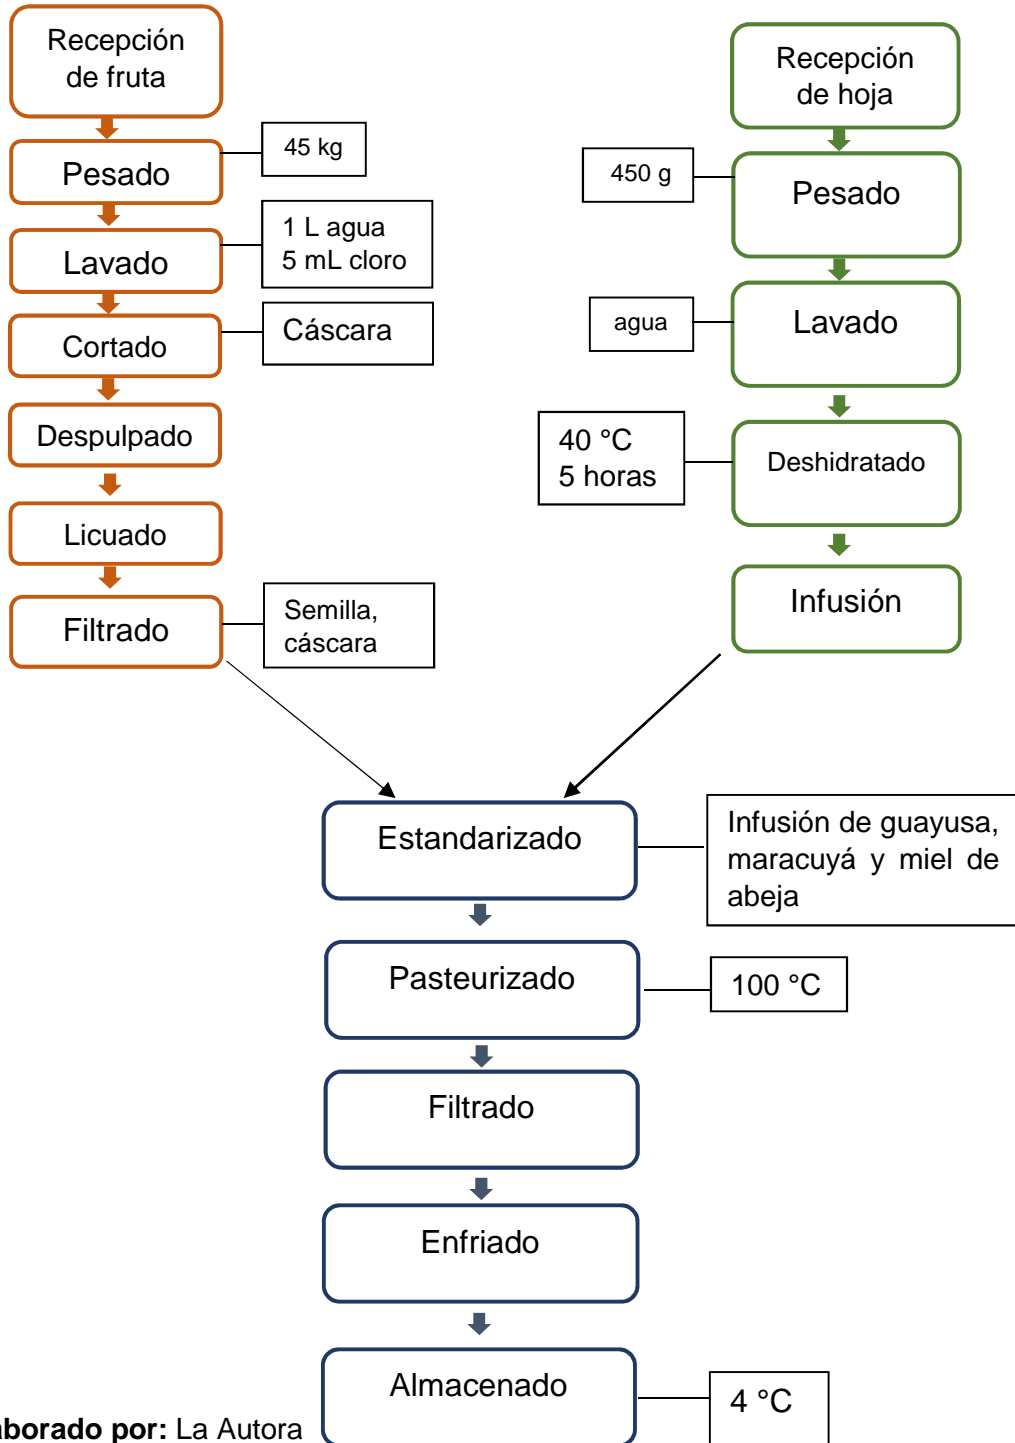 Recepción
de fruta
Pesado
45 kg
Lavado
1 L agua
5 mL cloro
Cortado
Cáscara
Despulpado
Licuado
Filtrado
Semilla,
cáscara
Recepción
de hoja
450 g
Pesado
agua
Lavado
40 °C
5 horas
Deshidratado
Infusión
Estandarizado
Infusión de guayusa,
maracuyá y miel de
abeja
Pasteurizado
100 °C
Filtrado
Enfriado
Almacenado
4 °C
aborado por: La Autora